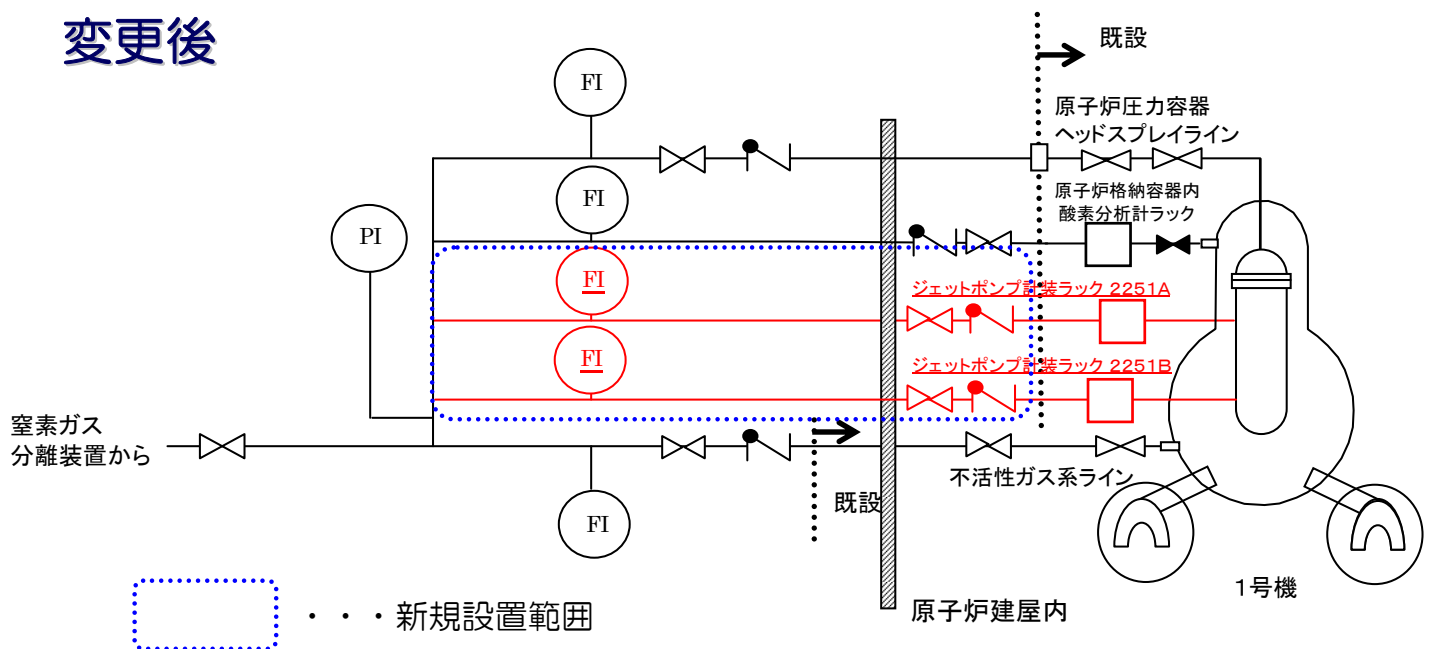 変更後
既設
FI
原子炉圧力容器
ヘッドスプレイライン
FI
原子炉格納容器内
酸素分析計ラック
PI
FI
ジェットポンプ計装ラック 2251A
FI
ジェットポンプ計装ラック 2251B
窒素ガス
分離装置から
不活性ガス系ライン
既設
FI
1号機
原子炉建屋内
・・・新規設置範囲